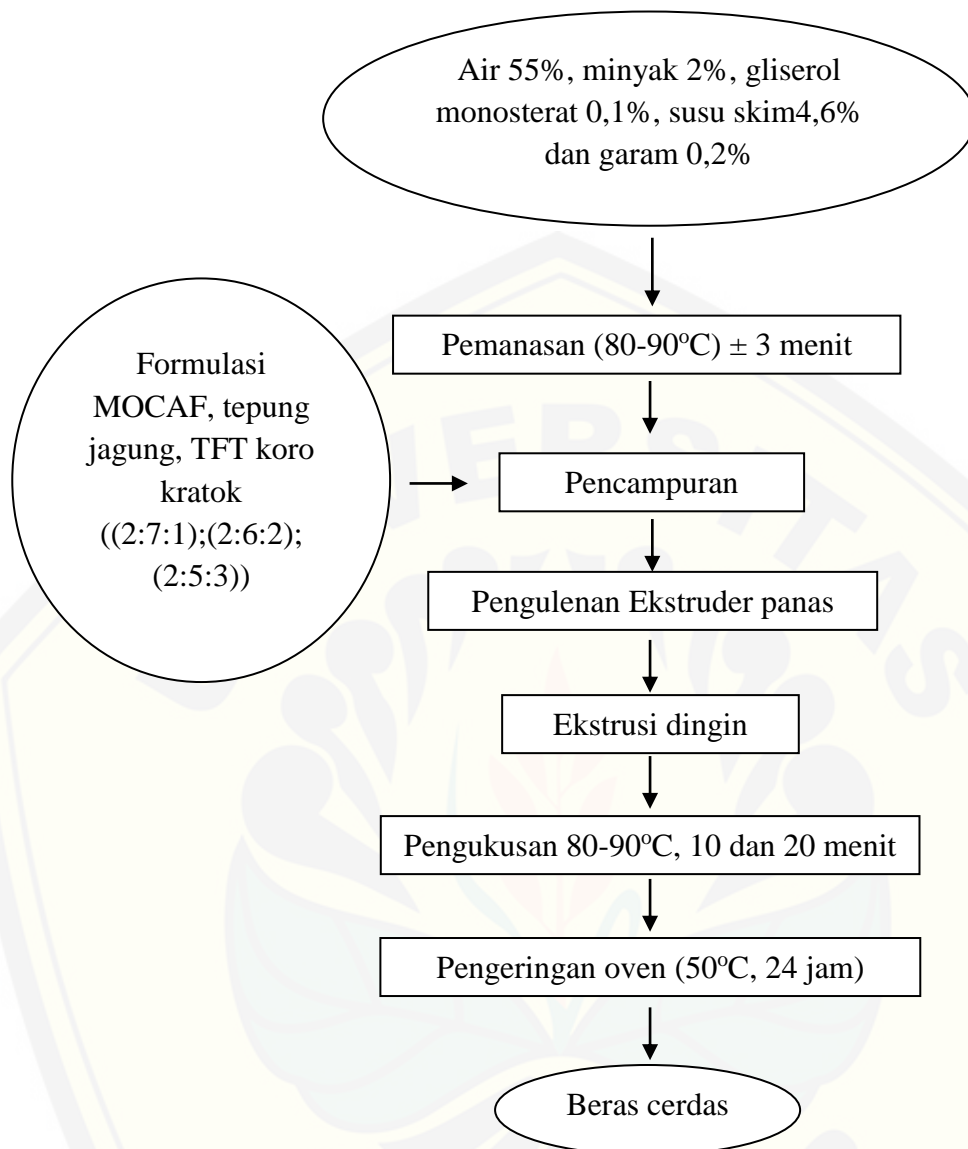 Air 55%, minyak 2%, gliserol
monosterat 0,1%, susu skim4,6%
dan garam 0,2%
Pemanasan (80-90ºC) ± 3 menit
Formulasi
MOCAF, tepung
jagung, TFT koro
kratok
((2:7:1);(2:6:2);
(2:5:3))
Pencampuran
Pengulenan Ekstruder panas
Ekstrusi dingin
Pengukusan 80-90ºC, 10 dan 20 menit
Pengeringan oven (50ºC, 24 jam)
Beras cerdas